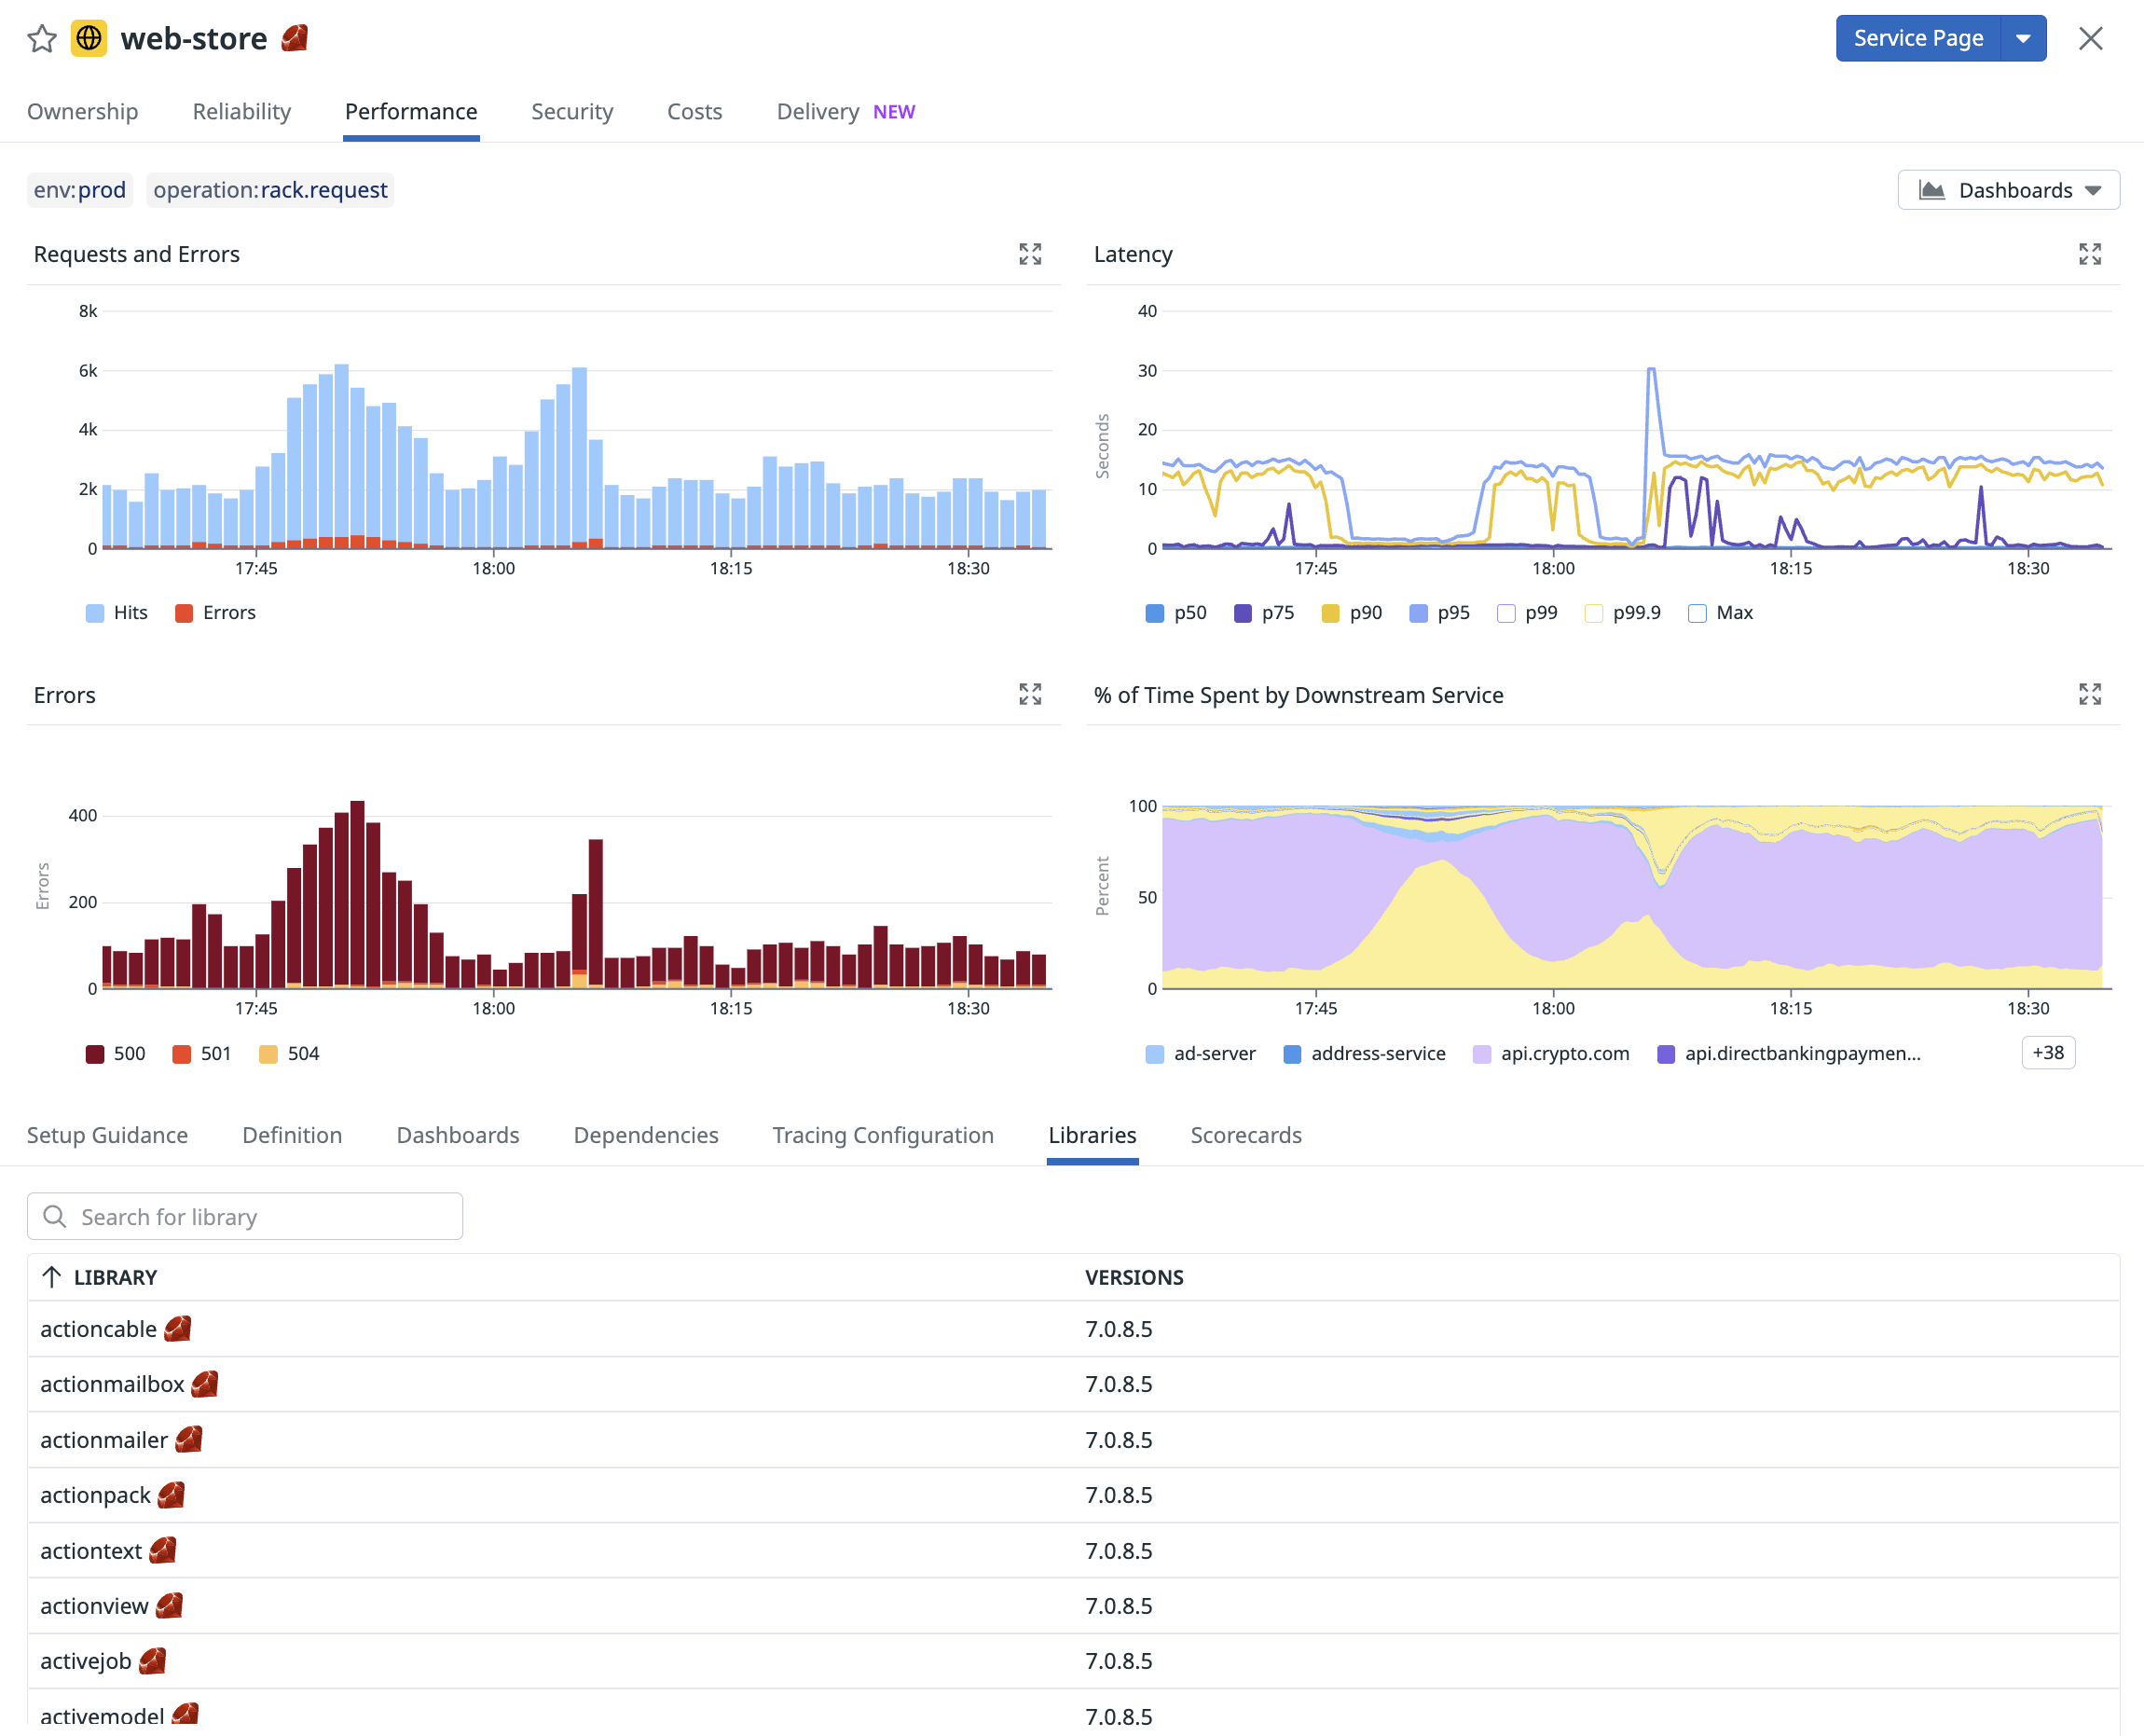 web-store
Service Page
Ownership Reliability Performance Security Costs Delivery NEW
env:prod operation:rack.request
Dashboards
Requests and Errors
8k
6k
4k
2k
0
17:45 18:00 18:15 18:30
Hits Errors
Latency
Seconds
40
30
20
10
0
17:45 18:00 18:15 18:30
p50 p75 p90 p95 p99 p99.9 Max
Errors
Errors
400
200
0
17:45 18:00 18:15 18:30
500 501 504
% of Time Spent by Downstream Service
Percent
100
50
0
17:45 18:00 18:15 18:30
ad-server address-service api.crypto.com api.directbankingpaymen... +38
Setup Guidance Definition Dashboards Dependencies Tracing Configuration Libraries Scorecards
Search for library
LIBRARY VERSIONS
actioncable 7.0.8.5
actionmailbox 7.0.8.5
actionmailer 7.0.8.5
actionpack 7.0.8.5
actiontext 7.0.8.5
actionview 7.0.8.5
activejob 7.0.8.5
activemodel 7.0.8.5